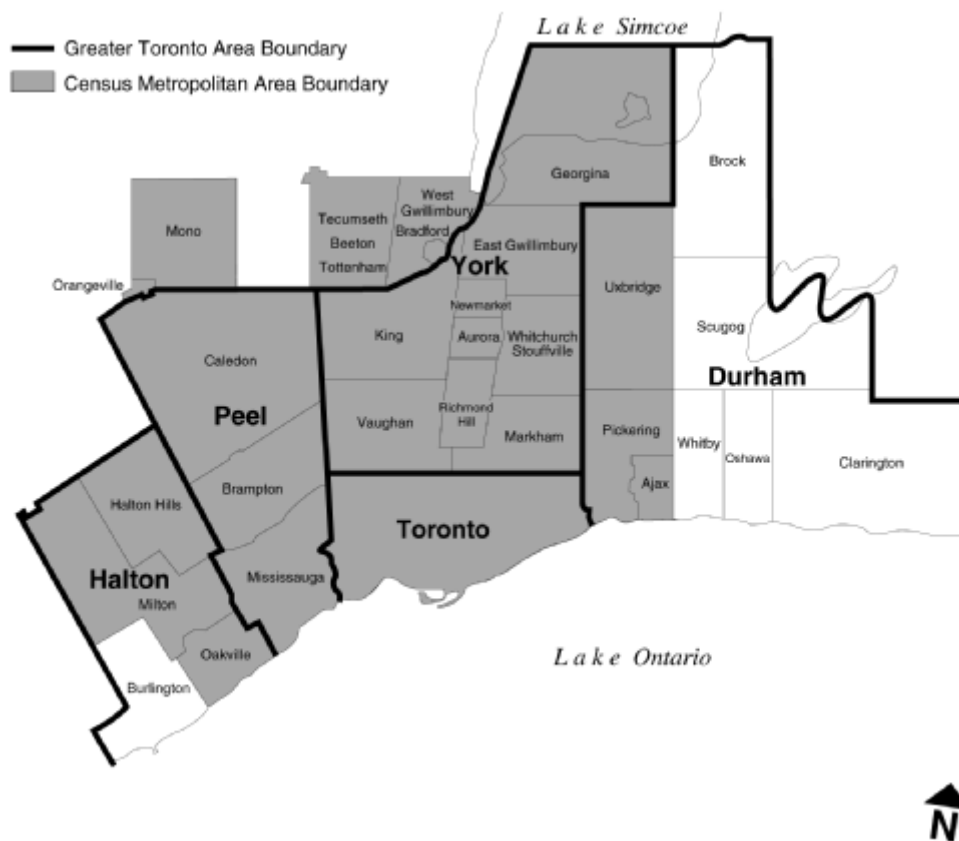 Lake Simcoe
Greater Toronto Area Boundary
Census Metropolitan Area Boundary
Brock
Georgina
West
Gwillimbury
Bradford
Tecumseth
Beeton
Tottenham
Mono
Orangeville
East Gwillimbury
York
Newmarket
Uxbridge
King
Aurora
Whitchurch
Stouffville
Scugog
Durham
Caledon
Peel
Vaughan
Richmond
Hill
Markham
Pickering
Whitby
Oshawa
Clarington
Ajax
Brampton
Halton Hills
Toronto
Halton
Milton
Mississauga
Oakville
Burlington
Lake Ontario
N